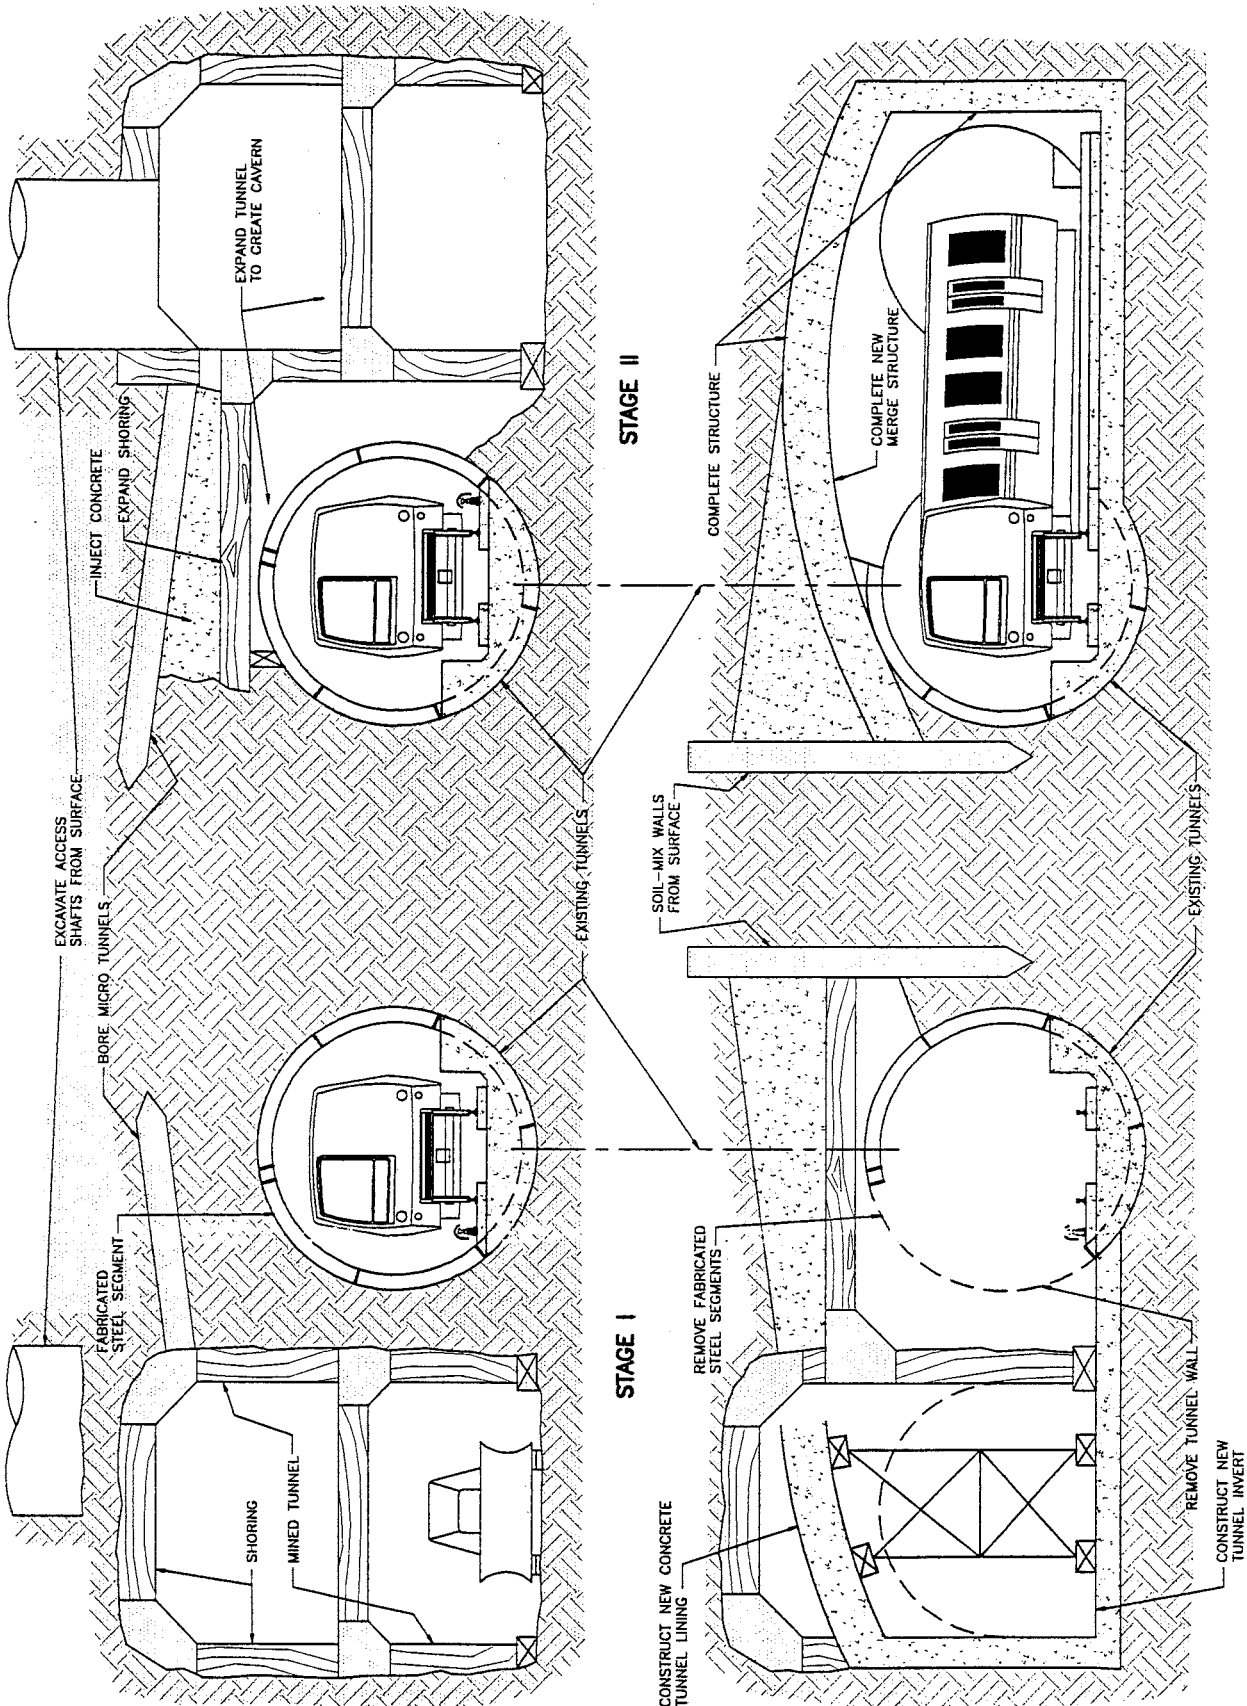 EXCAVATE ACCESS
SHAFTS FROM SURFACE
BORE MICRO TUNNELS
INJECT CONCRETE
EXPAND SHORING
EXPAND TUNNEL
TO CREATE CAVERN
FABRICATED
STEEL SEGMENT
SHORING
MINED TUNNEL
EXISTING TUNNELS
STAGE I
STAGE II
CONSTRUCT NEW CONCRETE
TUNNEL LINING
REMOVE FABRICATED
STEEL SEGMENTS
SOIL-MIX WALLS
FROM SURFACE
COMPLETE STRUCTURE
COMPLETE NEW
MERGE STRUCTURE
REMOVE TUNNEL WALL
CONSTRUCT NEW
TUNNEL INVERT
EXISTING TUNNELS